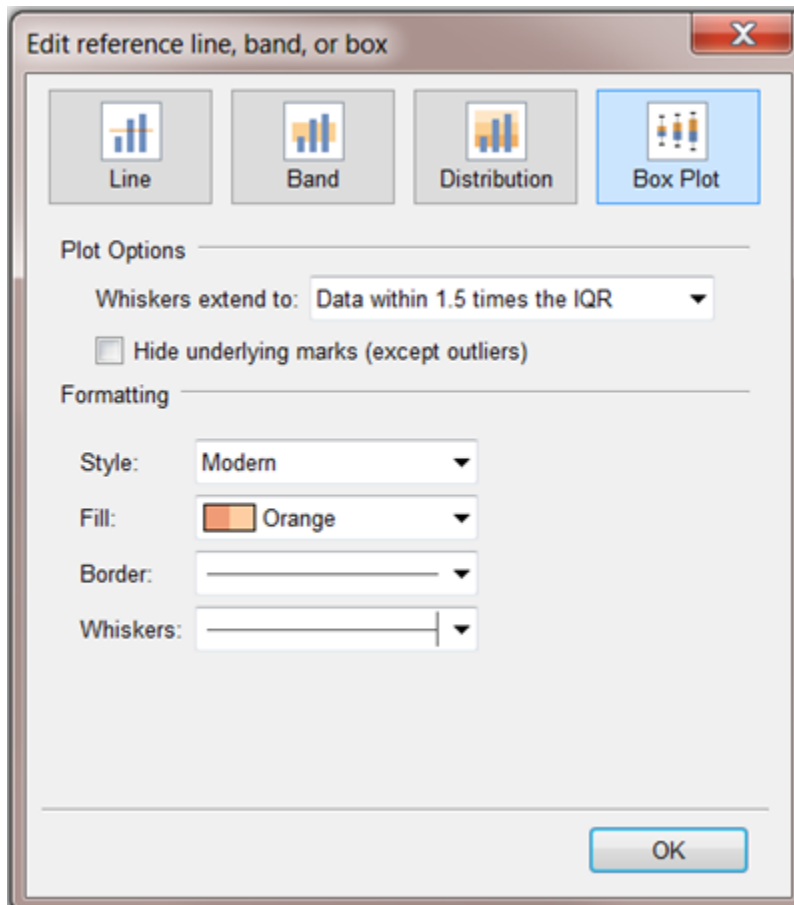 Edit reference line, band, or box
Line Band Distribution Box Plot
Plot Options
Whiskers extend to: Data within 1.5 times the IQR
Hide underlying marks (except outliers)
Formatting
Style: Modern
Fill: Orange
Border:
Whiskers:
OK